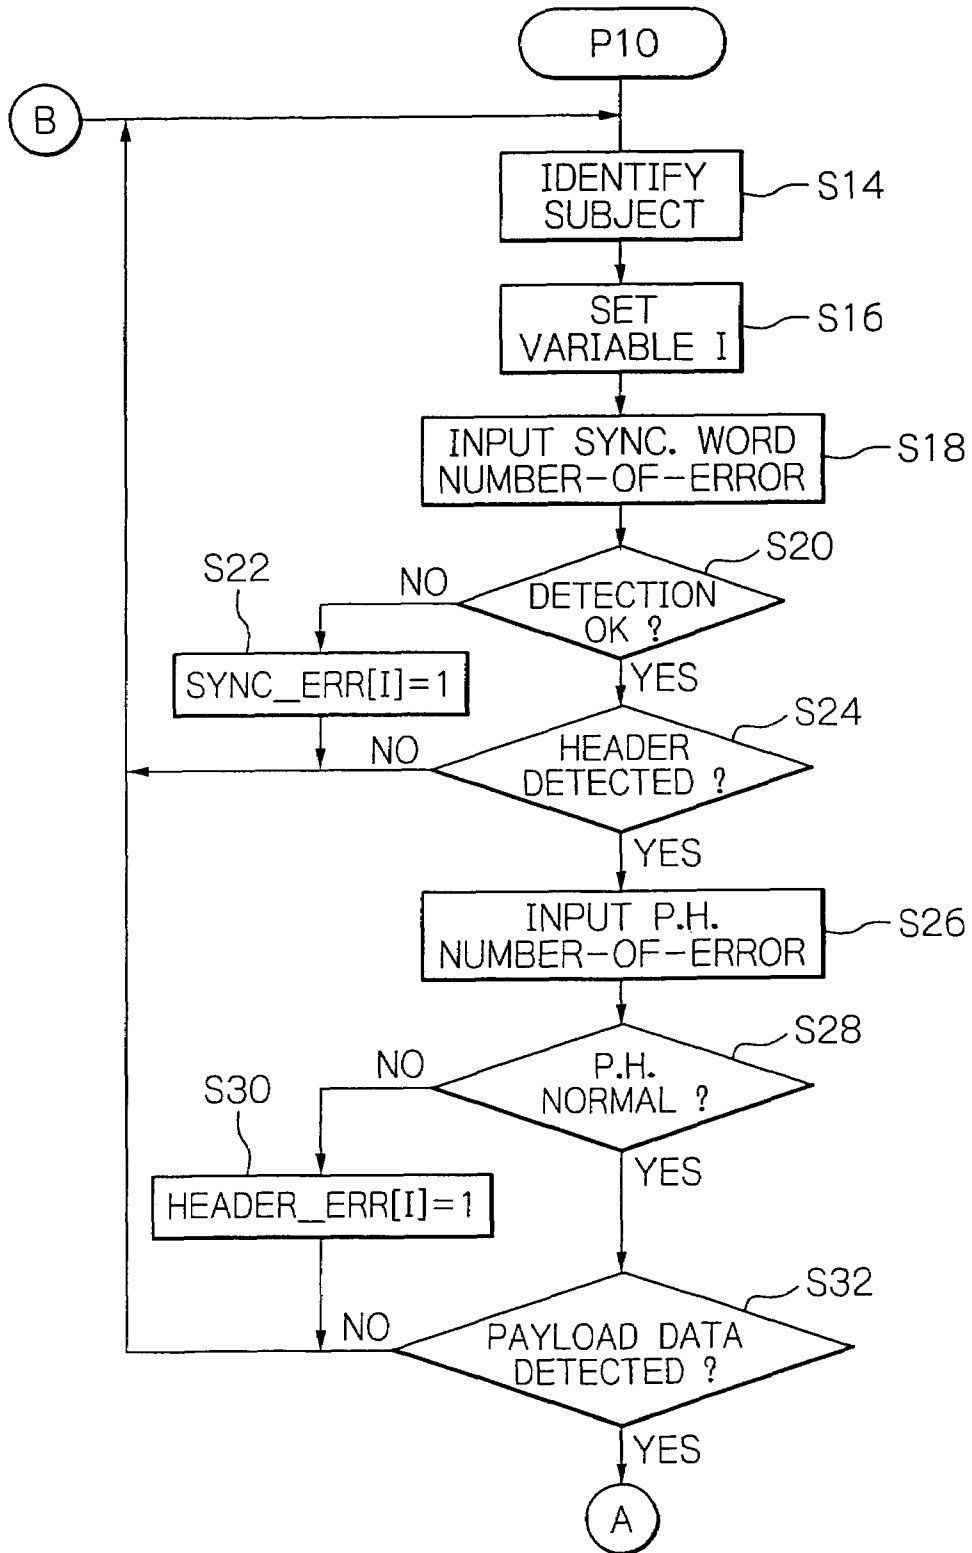 P10
B
IDENTIFY
SUBJECT
S14
SET
VARIABLE I
S16
INPUT SYNC. WORD
NUMBER-OF-ERROR
S18
S20
S22
NO
DETECTION
OK ?
YES
SYNC_ERR[I]=1
S24
NO
HEADER
DETECTED ?
YES
INPUT P.H.
NUMBER-OF-ERROR
S26
S28
NO
P.H.
NORMAL ?
S30
YES
HEADER_ERR[I]=1
S32
NO
PAYLOAD DATA
DETECTED ?
YES
A